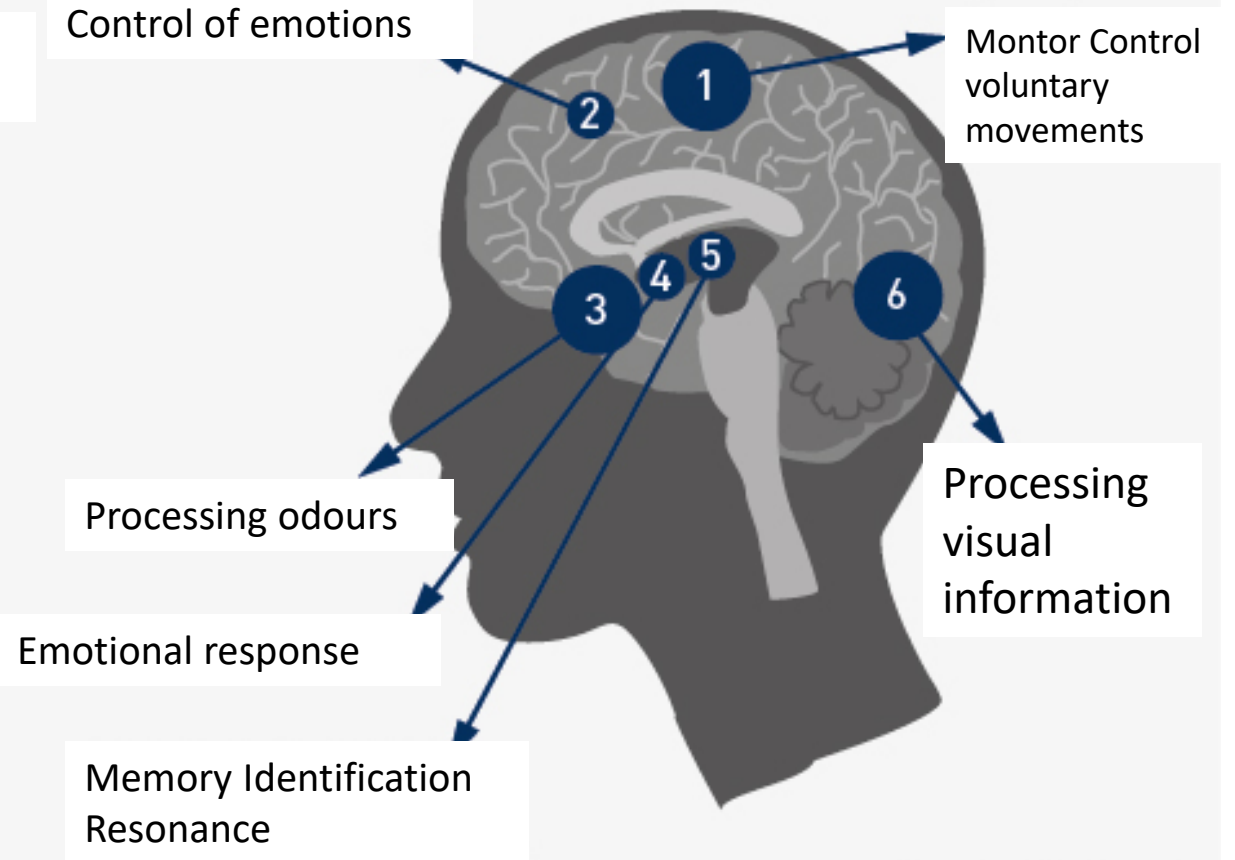 Control of emotions
Montor Control
voluntary
movements
1
2
3
4
5
6
Processing odours
Processing
visual
information
Emotional response
Memory Identification
Resonance